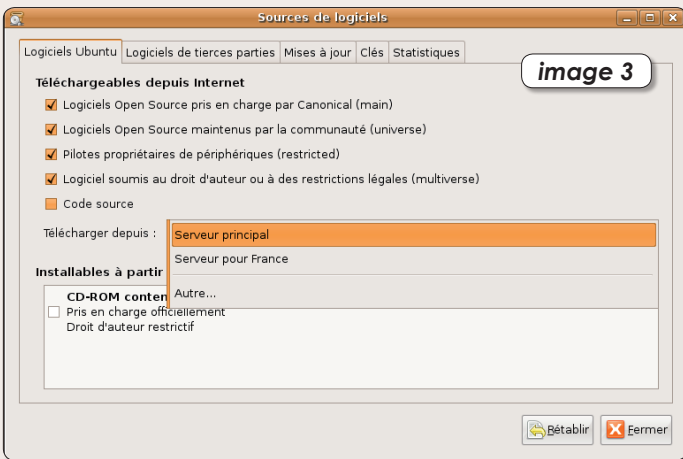 Sources de logiciels
Logiciels Ubuntu Logiciels de tierces parties Mises à jour Clés Statistiques
image 3
Téléchargeables depuis Internet
Logiciels Open Source pris en charge par Canonical (main)
Logiciels Open Source maintenus par la communauté (universe)
Pilotes propriétaires de périphériques (restricted)
Logiciel soumis au droit d'auteur ou à des restrictions légales (multiverse)
Code source
Télécharger depuis : Serveur principal
Serveur pour France
Autre...
Installables à partir
CD-ROM conten
Pris en charge officiellement
Droit d'auteur restrictif
Rétablir Fermer